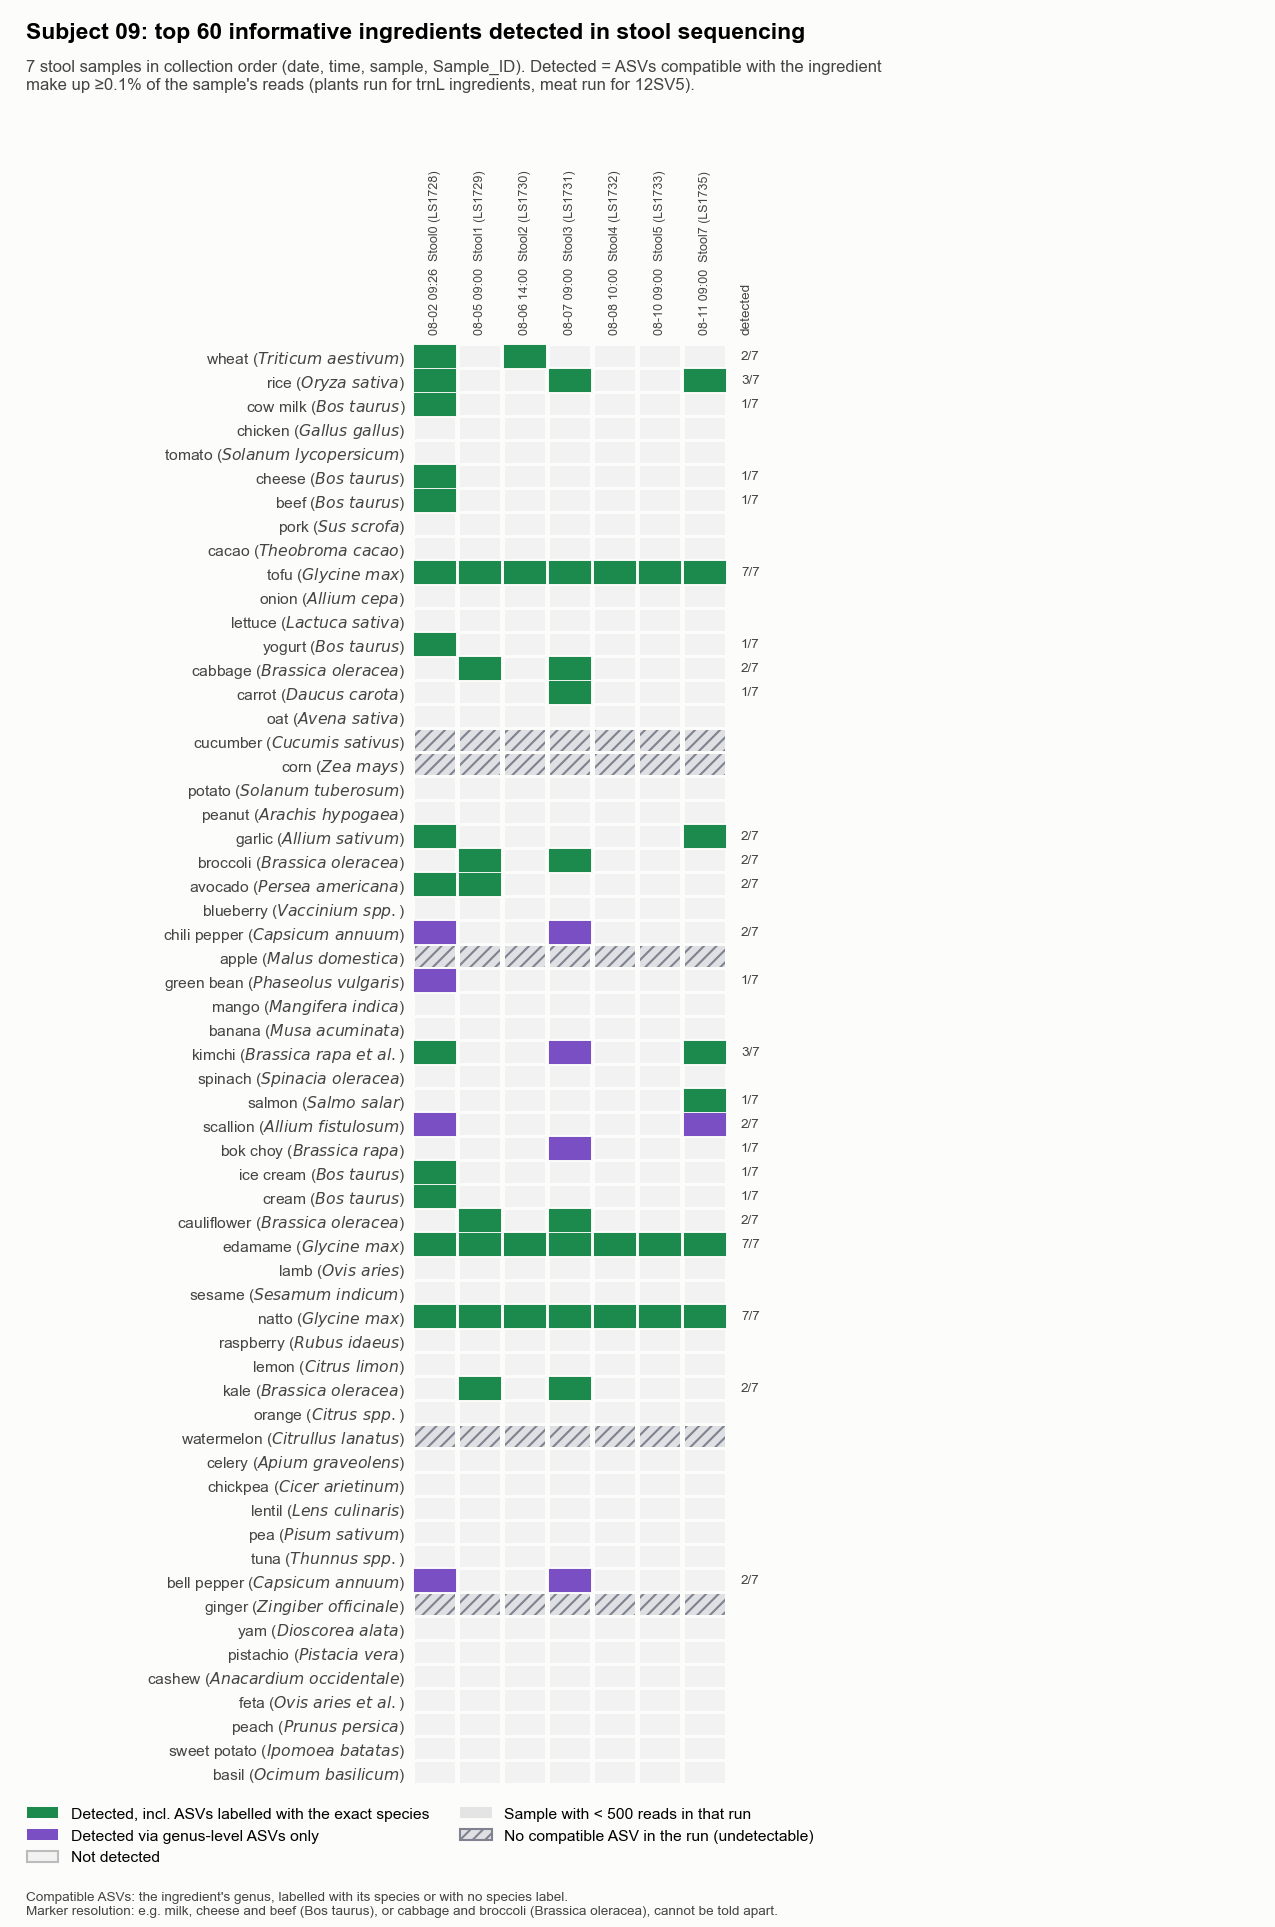 Subject 09: top 60 informative ingredients detected in stool sequencing
7 stool samples in collection order (date, time, sample, Sample_ID). Detected = ASVs compatible with the ingredient
make up ≥0.1% of the sample's reads (plants run for trnL ingredients, meat run for 12SV5).
08-02 09:26 Stool0 (LS1728)
08-05 09:00 Stool1 (LS1729)
08-06 14:00 Stool2 (LS1730)
08-07 09:00 Stool3 (LS1731)
08-08 10:00 Stool4 (LS1732)
08-10 09:00 Stool5 (LS1733)
08-11 09:00 Stool7 (LS1735)
detected
wheat (Triticum aestivum) 2/7
rice (Oryza sativa) 3/7
cow milk (Bos taurus) 1/7
chicken (Gallus gallus)
tomato (Solanum lycopersicum)
cheese (Bos taurus) 1/7
beef (Bos taurus) 1/7
pork (Sus scrofa)
cacao (Theobroma cacao)
tofu (Glycine max) 7/7
onion (Allium cepa)
lettuce (Lactuca sativa)
yogurt (Bos taurus) 1/7
cabbage (Brassica oleracea) 2/7
carrot (Daucus carota) 1/7
oat (Avena sativa)
cucumber (Cucumis sativus)
corn (Zea mays)
potato (Solanum tuberosum)
peanut (Arachis hypogaea)
garlic (Allium sativum) 2/7
broccoli (Brassica oleracea) 2/7
avocado (Persea americana) 2/7
blueberry (Vaccinium spp. )
chili pepper (Capsicum annuum) 2/7
apple (Malus domestica)
green bean (Phaseolus vulgaris) 1/7
mango (Mangifera indica)
banana (Musa acuminata)
kimchi (Brassica rapa et al. ) 3/7
spinach (Spinacia oleracea)
salmon (Salmo salar) 1/7
scallion (Allium fistulosum) 2/7
bok choy (Brassica rapa) 1/7
ice cream (Bos taurus) 1/7
cream (Bos taurus) 1/7
cauliflower (Brassica oleracea) 2/7
edamame (Glycine max) 7/7
lamb (Ovis aries)
sesame (Sesamum indicum)
natto (Glycine max) 7/7
raspberry (Rubus idaeus)
lemon (Citrus limon)
kale (Brassica oleracea) 2/7
orange (Citrus spp. )
watermelon (Citrullus lanatus)
celery (Apium graveolens)
chickpea (Cicer arietinum)
lentil (Lens culinaris)
pea (Pisum sativum)
tuna (Thunnus spp. )
bell pepper (Capsicum annuum) 2/7
ginger (Zingiber officinale)
yam (Dioscorea alata)
pistachio (Pistacia vera)
cashew (Anacardium occidentale)
feta (Ovis aries et al. )
peach (Prunus persica)
sweet potato (Ipomoea batatas)
basil (Ocimum basilicum)
Detected, incl. ASVs labelled with the exact species
Detected via genus-level ASVs only
Not detected
Sample with < 500 reads in that run
No compatible ASV in the run (undetectable)
Compatible ASVs: the ingredient's genus, labelled with its species or with no species label.
Marker resolution: e.g. milk, cheese and beef (Bos taurus), or cabbage and broccoli (Brassica oleracea), cannot be told apart.